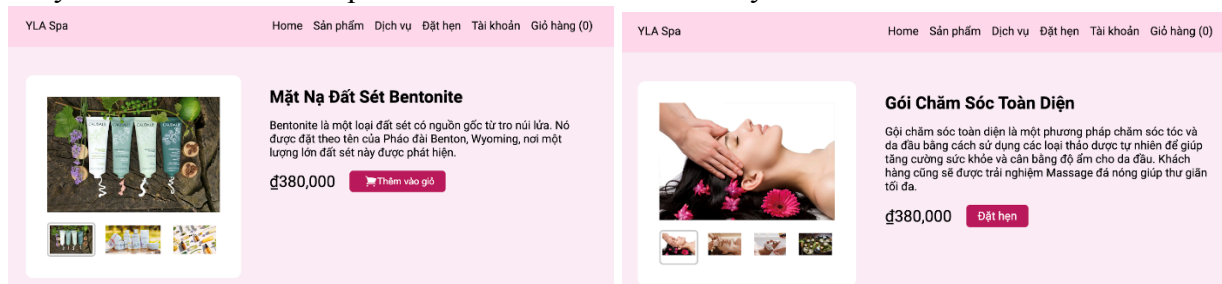 YLA Spa
Home Sản phẩm Dịch vụ Đặt hẹn Tài khoản Giỏ hàng (0)
Mặt Nạ Đất Sét Bentonite
Bentonite là một loại đất sét có nguồn gốc từ tro núi lửa. Nó
được đặt theo tên của Pháo đài Benton, Wyoming, nơi một
lượng lớn đất sét này được phát hiện.
₫380,000 Thêm vào giỏ
YLA Spa
Home Sản phẩm Dịch vụ Đặt hẹn Tài khoản Giỏ hàng (0)
Gói Chăm Sóc Toàn Diện
Gội chăm sóc toàn diện là một phương pháp chăm sóc tóc và
da đầu bằng cách sử dụng các loại thảo dược tự nhiên để giúp
tăng cường sức khỏe và cân bằng độ ẩm cho da đầu. Khách
hàng cũng sẽ được trải nghiệm Massage đá nóng giúp thư giãn
tối đa.
₫380,000 Đặt hẹn